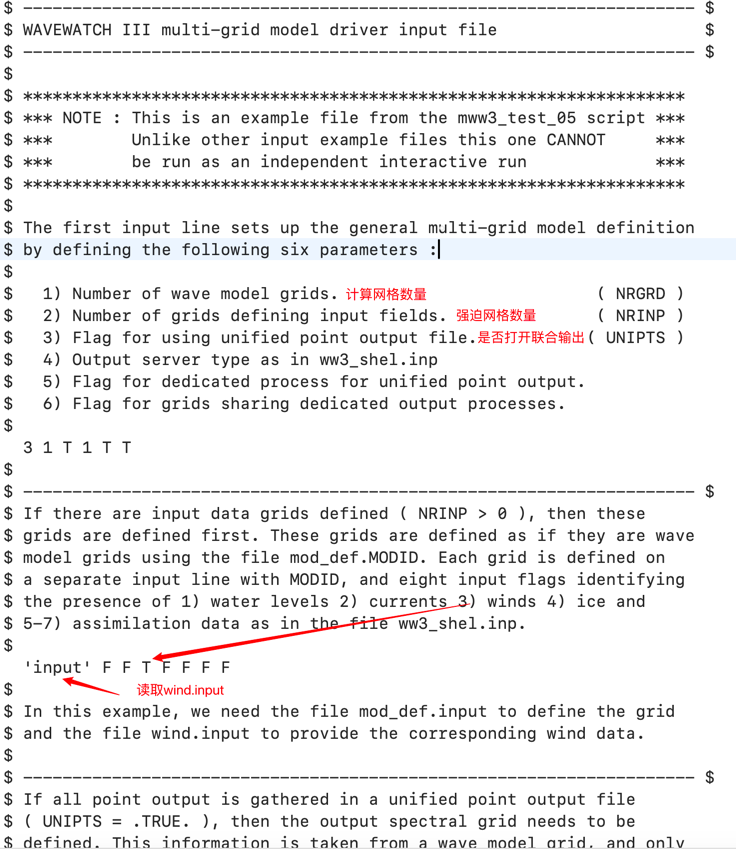 $ -------------------------------------------------------------------- $
$ WAVEWATCH III multi-grid model driver input file                     $
$ -------------------------------------------------------------------- $
$
$ *******************************************************************
$ *** NOTE : This is an example file from the mww3_test_05 script ***
$ ***        Unlike other input example files this one CANNOT     ***
$ ***        be run as an independent interactive run             ***
$ *******************************************************************
$
$ The first input line sets up the general multi-grid model definition
$ by defining the following six parameters :
$
$   1) Number of wave model grids. 计算网格数量 ( NRGRD )
$   2) Number of grids defining input fields. 强迫网格数量 ( NRINP )
$   3) Flag for using unified point output file. 是否打开联合输出 ( UNIPTS )
$   4) Output server type as in ww3_shel.inp
$   5) Flag for dedicated process for unified point output.
$   6) Flag for grids sharing dedicated output processes.
$
  3 1 T 1 T T
$
$ -------------------------------------------------------------------- $
$ If there are input data grids defined ( NRINP > 0 ), then these
$ grids are defined first. These grids are defined as if they are wave
$ model grids using the file mod_def.MODID. Each grid is defined on
$ a separate input line with MODID, and eight input flags identifying
$ the presence of 1) water levels 2) currents 3) winds 4) ice and
$ 5-7) assimilation data as in the file ww3_shel.inp.
$
  'input' F F T F F F F
$ 读取wind.input
$ In this example, we need the file mod_def.input to define the grid
$ and the file wind.input to provide the corresponding wind data.
$
$ -------------------------------------------------------------------- $
$ If all point output is gathered in a unified point output file
$ ( UNIPTS = .TRUE. ), then the output spectral grid needs to be
$ defined. This information is taken from a wave model grid, and only